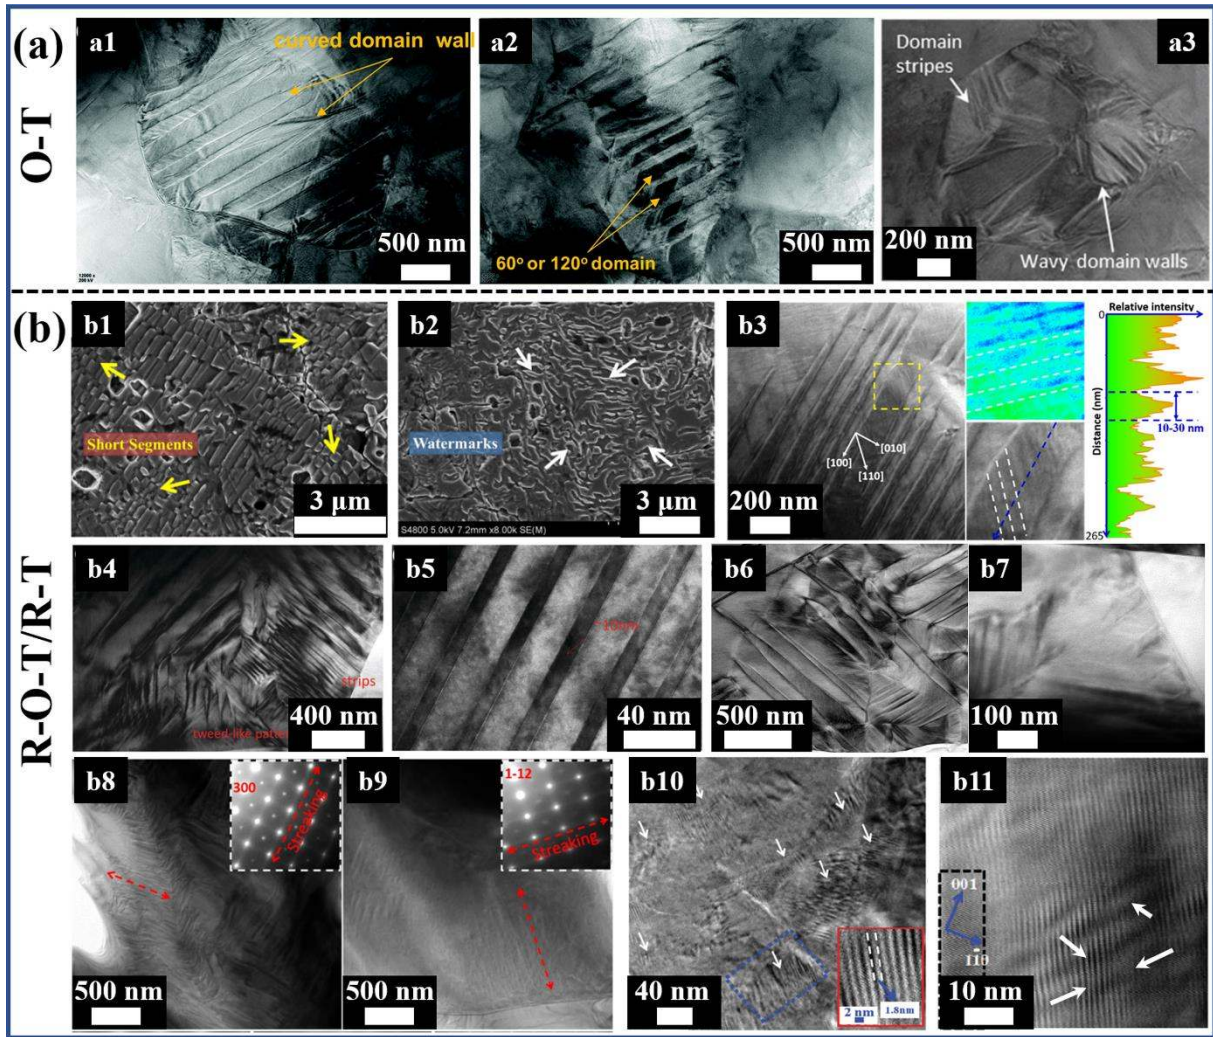 (a)
O-T
a1
curved domain wall
500 nm
12000 x
200 kV
a2
60° or 120° domain
500 nm
a3
Domain
stripes
200 nm
Wavy domain walls
(b)
R-O-T/R-T
b1
Short Segments
3 μm
b2
Watermarks
3 μm
S4800 5.0kV 7.2mm x8.00k SE(M)
b3
[100]
[010]
[110]
200 nm
Relative intensity
0
Distance (nm)
10-30 nm
265
b4
strips
400 nm
tweed-like patte
b5
40 nm
b6
500 nm
b7
100 nm
b8
300
Streaking
500 nm
b9
1-12
Streaking
500 nm
b10
40 nm
2 nm
1.8nm
b11
001
10 nm